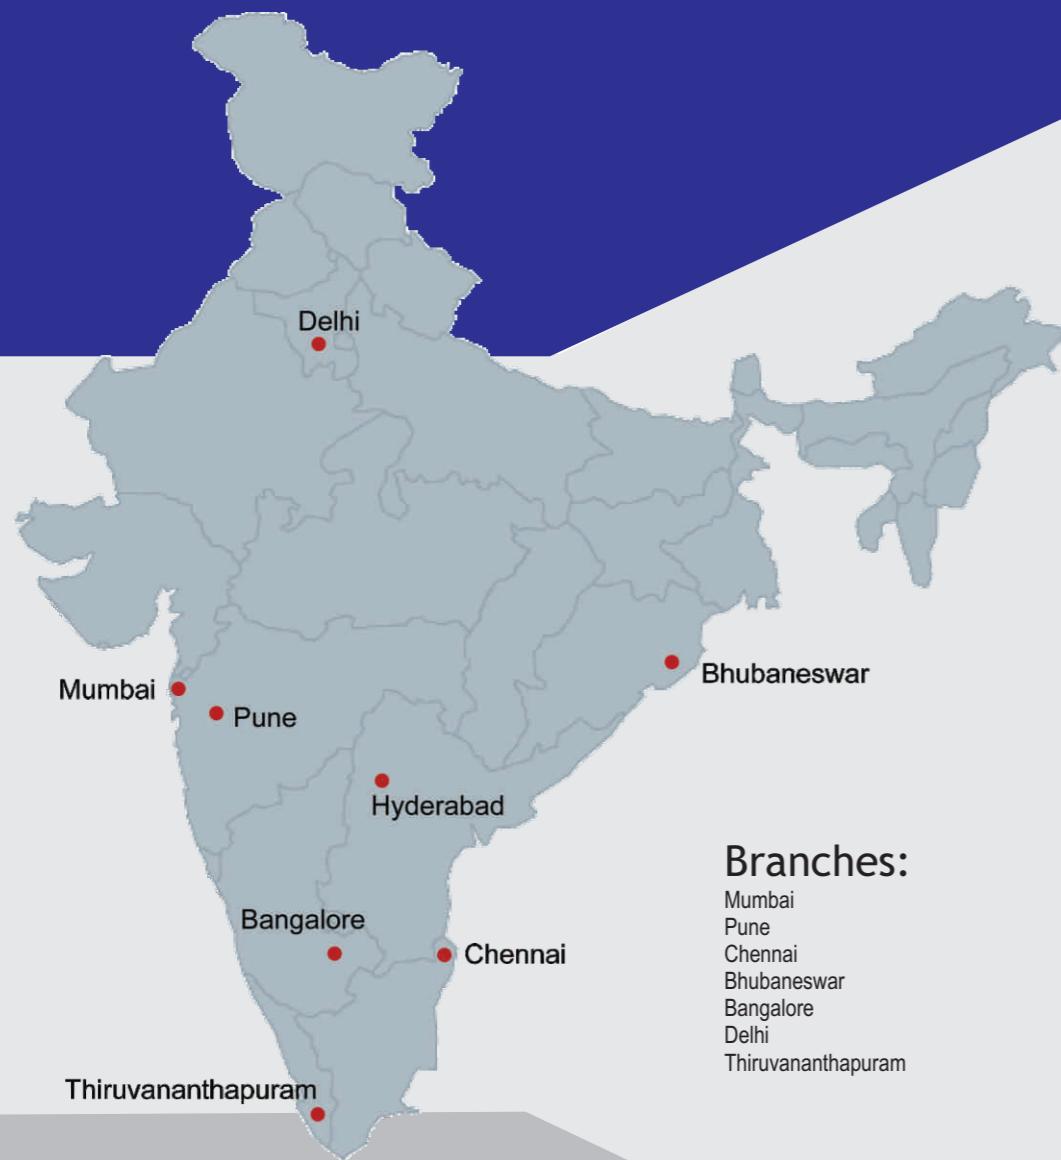 Delhi
Mumbai
Pune
Bhubaneswar
Hyderabad
Bangalore
Chennai
Thiruvananthapuram
Branches:
Mumbai
Pune
Chennai
Bhubaneswar
Bangalore
Delhi
Thiruvananthapuram